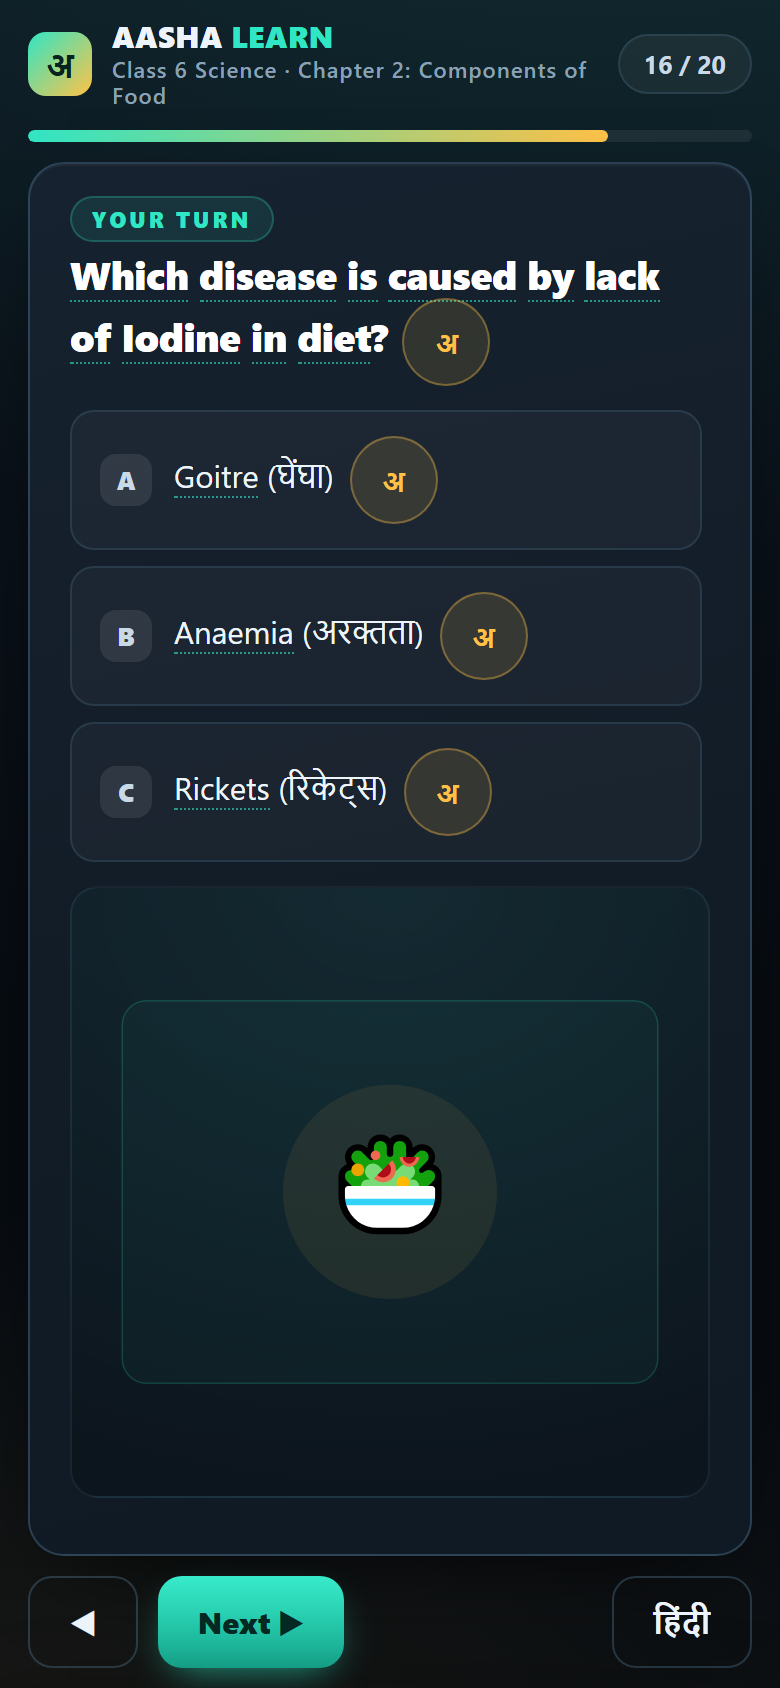 अ
AASHA LEARN
Class 6 Science · Chapter 2: Components of
Food
16 / 20
YOUR TURN
Which disease is caused by lack
of Iodine in diet? अ
A Goitre (घेंघा) अ
B Anaemia (अरक्तता) अ
C Rickets (रिकेट्स) अ
◀ Next ▶ हिंदी